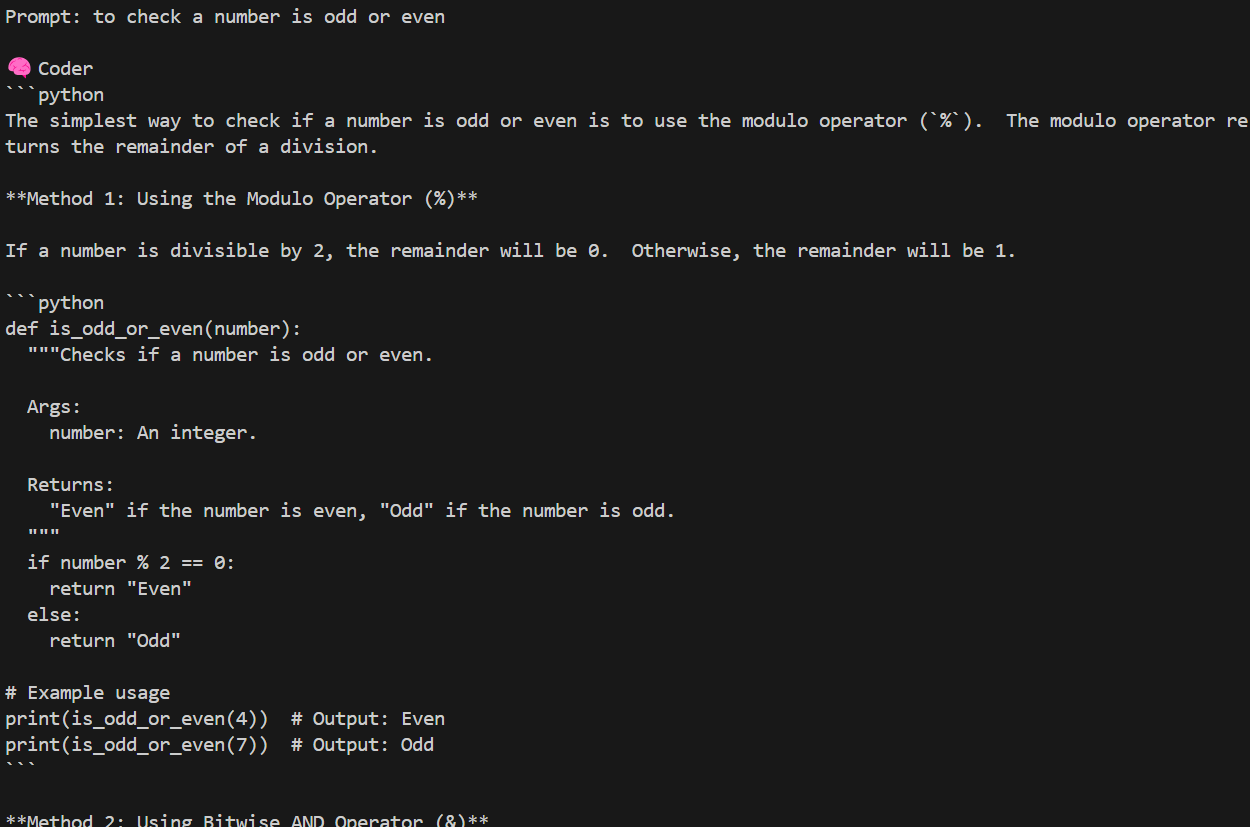 Prompt: to check a number is odd or even
🧠 Coder
```python
The simplest way to check if a number is odd or even is to use the modulo operator (`%`).  The modulo operator re
turns the remainder of a division.
**Method 1: Using the Modulo Operator (%)**
If a number is divisible by 2, the remainder will be 0.  Otherwise, the remainder will be 1.
```python
def is_odd_or_even(number):
  """Checks if a number is odd or even.
  Args:
    number: An integer.
  Returns:
    "Even" if the number is even, "Odd" if the number is odd.
  """
  if number % 2 == 0:
    return "Even"
  else:
    return "Odd"
# Example usage
print(is_odd_or_even(4))  # Output: Even
print(is_odd_or_even(7))  # Output: Odd
```
**Method 2: Using Bitwise AND Operator (&)**